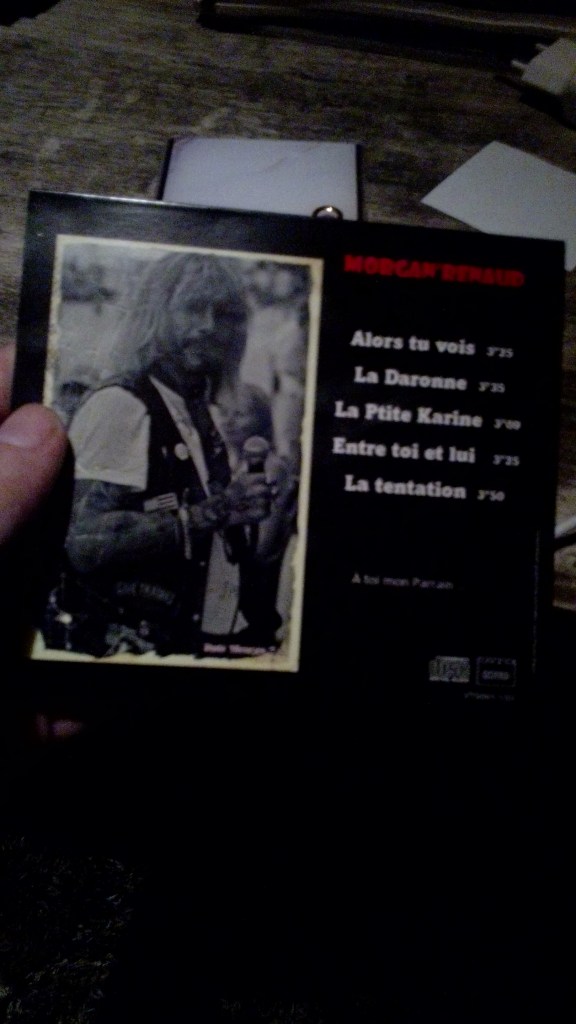 MORGAN RENAUD
Alors tu vois 3"25
La Daronne 3"35
La Ptite Karine 3"09
Entre toi et lui 3"25
La tentation 3"50
A toi mon Parrain